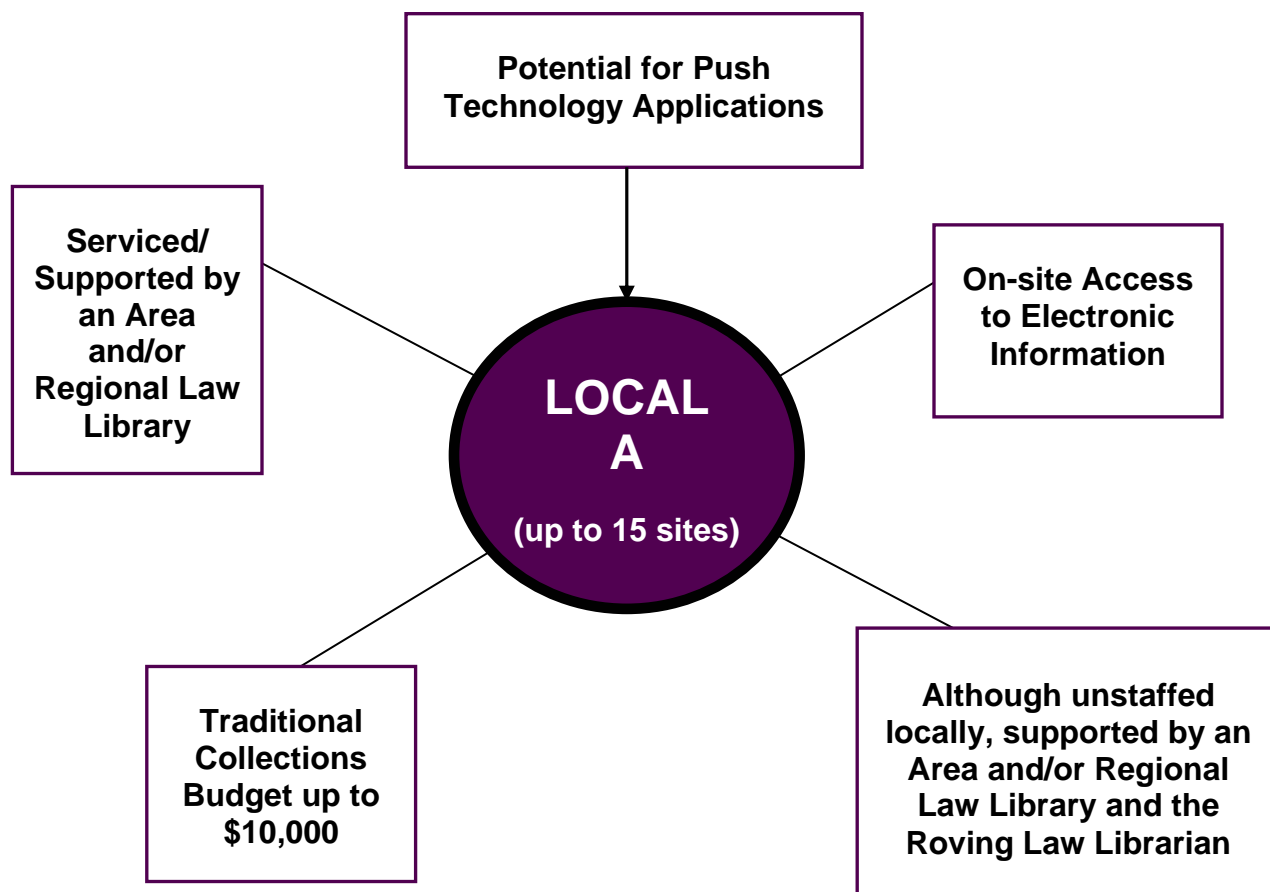 Potential for Push
Technology Applications
Serviced/
Supported by
an Area
and/or
Regional Law
Library
On-site Access
to Electronic
Information
LOCAL
A
(up to 15 sites)
Traditional
Collections
Budget up to
$10,000
Although unstaffed
locally, supported by an
Area and/or Regional
Law Library and the
Roving Law Librarian